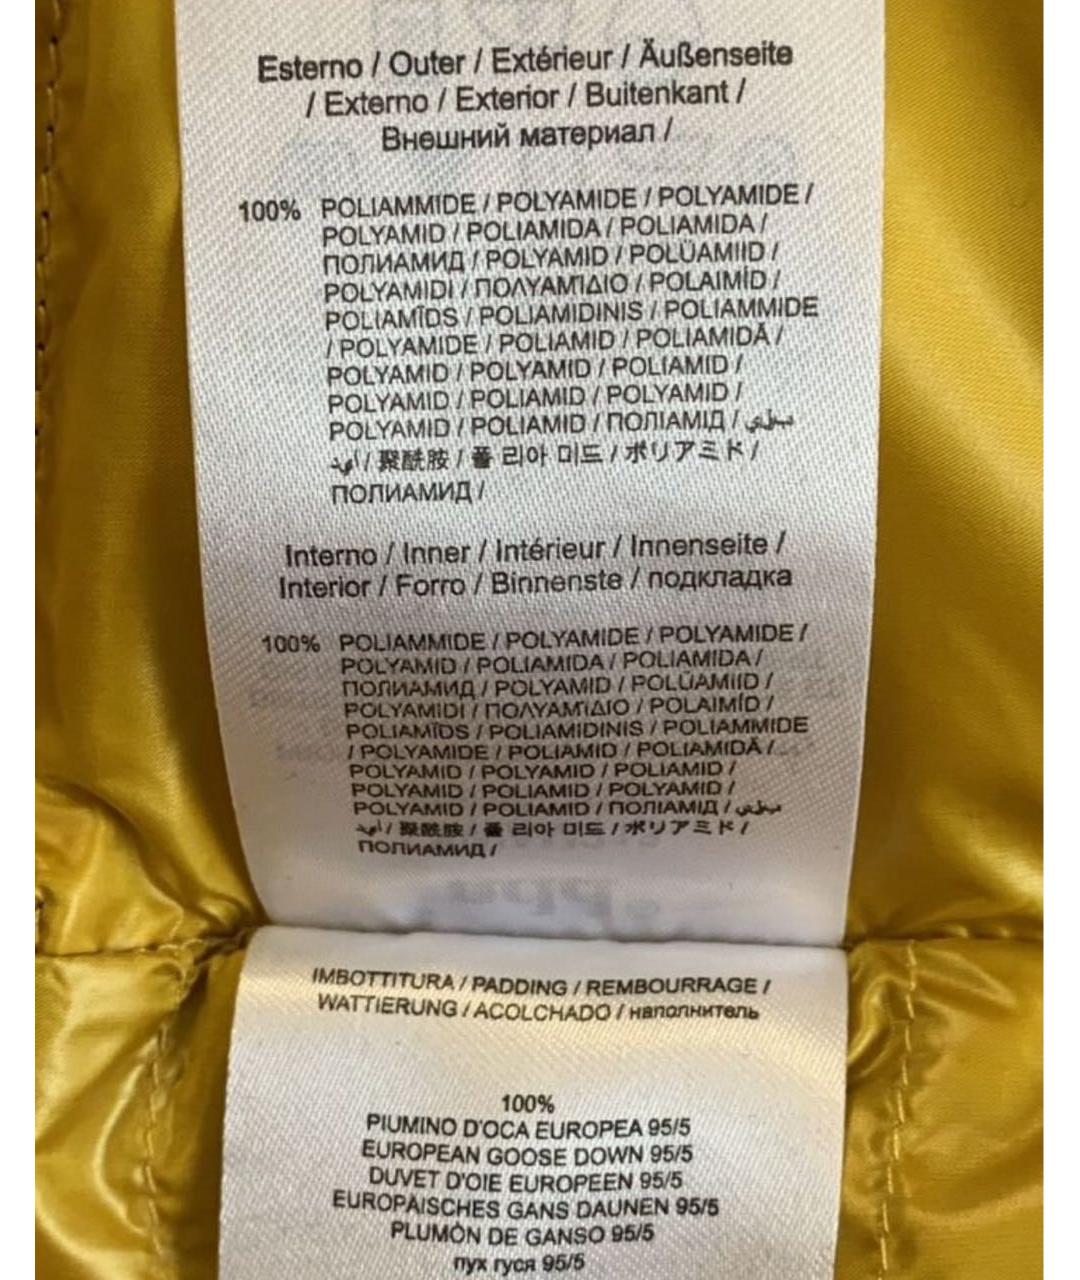 Esterno / Outer / Extérieur / Äußenseite
/ Externo / Exterior / Buitenkant /
Внешний материал /
100% POLIAMMIDE / POLYAMIDE / POLYAMIDE /
POLYAMID / POLIAMIDA / POLIAMIDA /
ПОЛИАМИД / POLYAMID / POLÜAMIID /
POLYAMIDI / ΠΟΛΥΑΜΊΔΙΟ / POLAIMÍD /
POLIAMĪDS / POLIAMIDINIS / POLIAMMIDE
/ POLYAMIDE / POLIAMID / POLIAMIDĂ /
POLYAMID / POLYAMID / POLIAMID /
POLYAMID / POLIAMID / POLYAMID /
POLYAMID / POLIAMID / ПОЛІАМІД /
/ 聚酰胺 / 폴 리아 미드 / ポリアミド /
ПОЛИАМИД /
Interno / Inner / Intérieur / Innenseite /
Interior / Forro / Binnenste / подкладка
100% POLIAMMIDE / POLYAMIDE / POLYAMIDE /
POLYAMID / POLIAMIDA / POLIAMIDA /
ПОЛИАМИД / POLYAMID / POLÜAMIID /
POLYAMIDI / ΠΟΛΥΑΜΊΔΙΟ / POLAIMÍD /
POLIAMĪDS / POLIAMIDINIS / POLIAMMIDE
/ POLYAMIDE / POLIAMID / POLIAMIDĂ /
POLYAMID / POLYAMID / POLIAMID /
POLYAMID / POLIAMID / POLYAMID /
POLYAMID / POLIAMID / ПОЛІАМІД /
/ 聚酰胺 / 폴 리아 미드 / ポリアミド /
ПОЛИАМИД /
IMBOTTITURA / PADDING / REMBOURRAGE /
WATTIERUNG / ACOLCHADO / наполнитель
100%
PIUMINO D'OCA EUROPEA 95/5
EUROPEAN GOOSE DOWN 95/5
DUVET D'OIE EUROPEEN 95/5
EUROPÄISCHES GANS DAUNEN 95/5
PLUMÓN DE GANSO 95/5
пух гуся 95/5